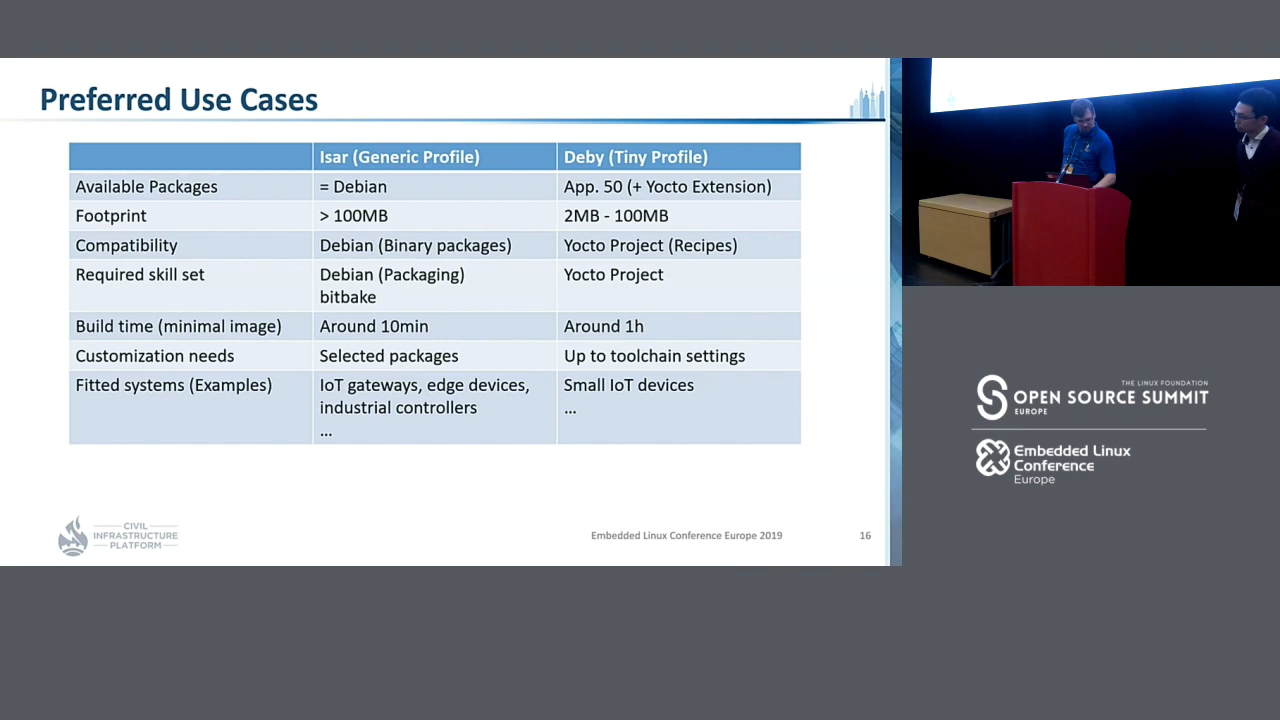 Preferred Use Cases
Isar (Generic Profile) Deby (Tiny Profile)
Available Packages = Debian App. 50 (+ Yocto Extension)
Footprint > 100MB 2MB - 100MB
Compatibility Debian (Binary packages) Yocto Project (Recipes)
Required skill set Debian (Packaging) Yocto Project
bitbake
Build time (minimal image) Around 10min Around 1h
Customization needs Selected packages Up to toolchain settings
Fitted systems (Examples) IoT gateways, edge devices, Small IoT devices
industrial controllers ...
...
CIVIL
INFRASTRUCTURE
PLATFORM
Embedded Linux Conference Europe 2019 16
THE LINUX FOUNDATION
OPEN SOURCE SUMMIT
EUROPE
Embedded Linux
Conference
Europe